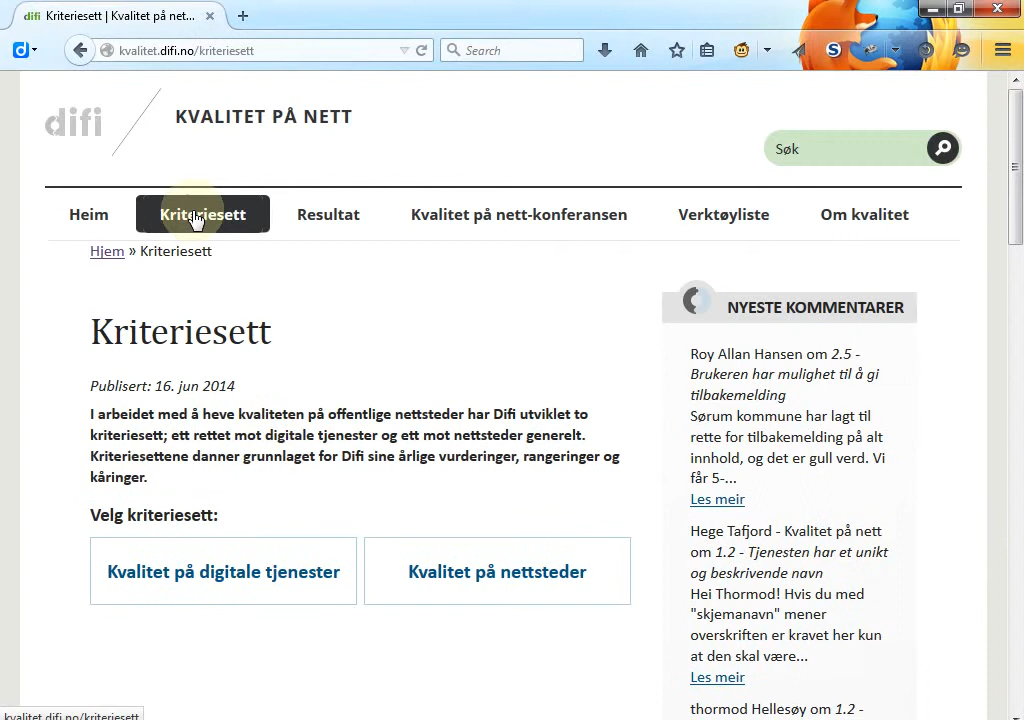 difi Kriteriesett | Kvalitet på net...
kvalitet.difi.no/kriteriesett
Search
difi
KVALITET PÅ NETT
Søk
Heim
Kriteriesett
Resultat
Kvalitet på nett-konferansen
Verktøyliste
Om kvalitet
Hjem » Kriteriesett
Kriteriesett
Publisert: 16. jun 2014
I arbeidet med å heve kvaliteten på offentlige nettsteder har Difi utviklet to
kriteriesett; ett rettet mot digitale tjenester og ett mot nettsteder generelt.
Kriteriesettene danner grunnlaget for Difi sine årlige vurderinger, rangeringer og
kåringer.
Velg kriteriesett:
Kvalitet på digitale tjenester
Kvalitet på nettsteder
NYESTE KOMMENTARER
Roy Allan Hansen om 2.5 -
Brukeren har mulighet til å gi
tilbakemelding
Sørum kommune har lagt til
rette for tilbakemelding på alt
innhold, og det er gull verd. Vi
får 5-...
Les meir
Hege Tafjord - Kvalitet på nett
om 1.2 - Tjenesten har et unikt
og beskrivende navn
Hei Thormod! Hvis du med
"skjemanavn" mener
overskriften er kravet her kun
at den skal være...
Les meir
thormod Hellesøy om 1.2 -
kvalitet.difi.no/kriteriesett